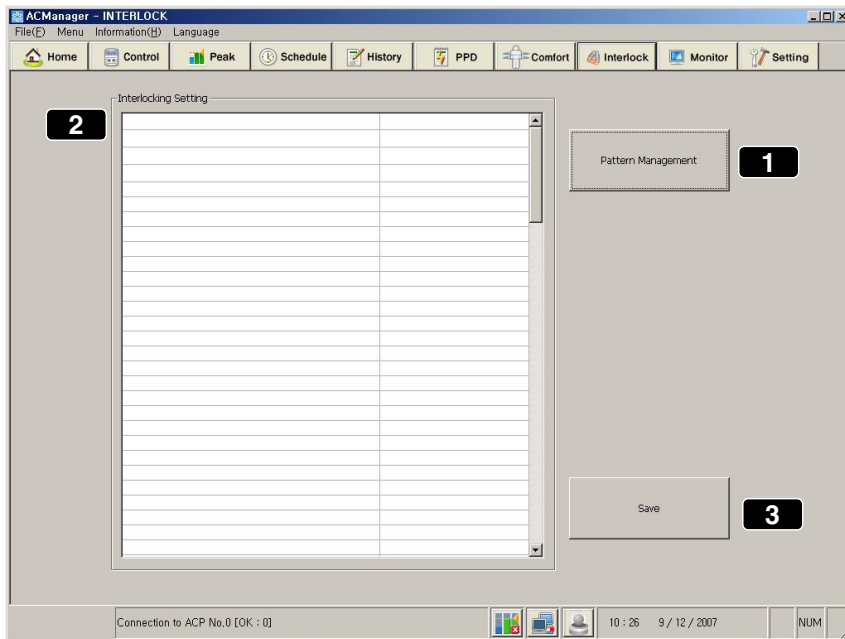 ACManager - INTERLOCK
File(F) Menu Information(H) Language
Home Control Peak Schedule History PPD Comfort Interlock Monitor Setting
Interlocking Setting
2
Pattern Management
1
Save
3
Connection to ACP No.0 [OK : 0] 10 : 26 9 / 12 / 2007 NUM